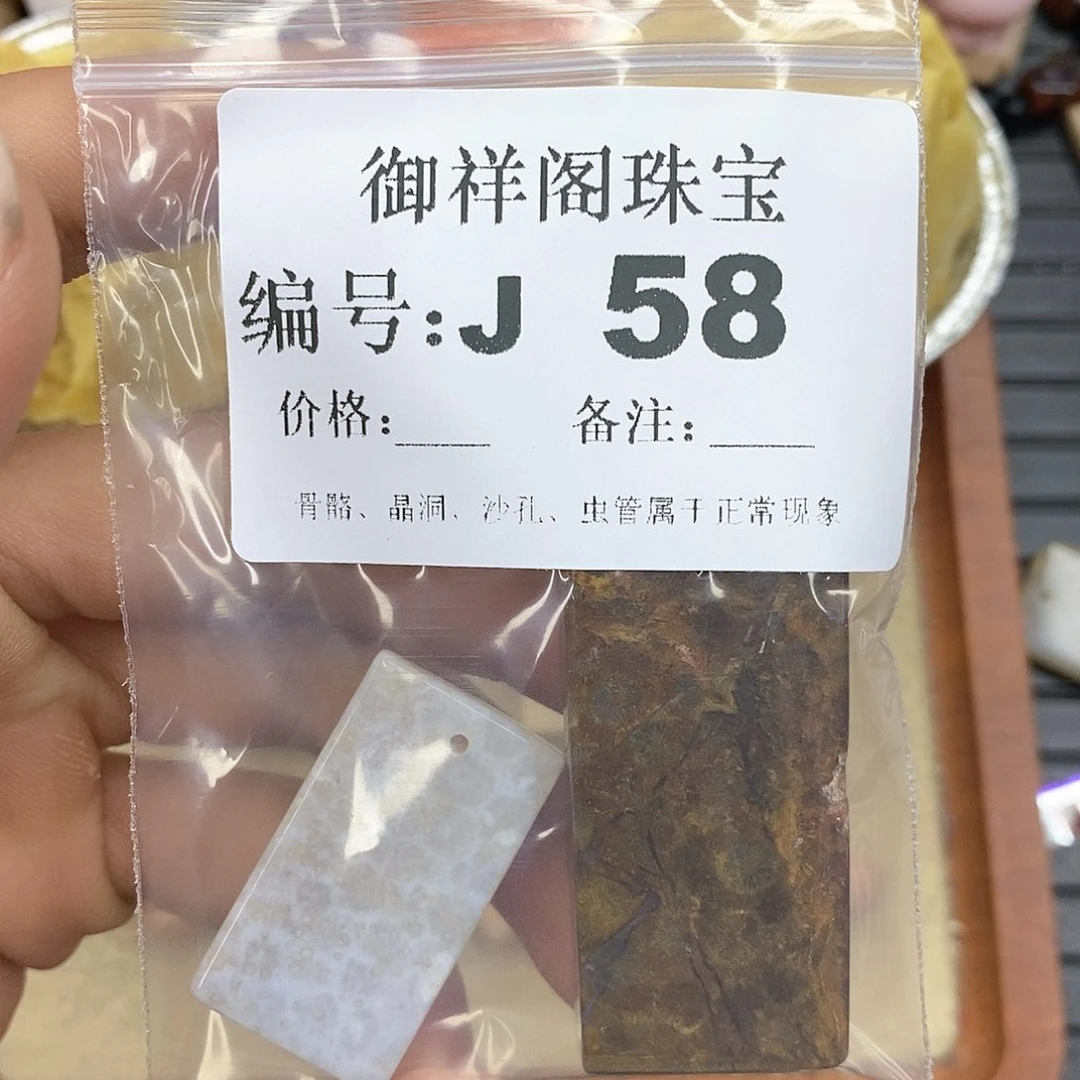 御祥阁珠宝
编号:J 58
价格:____ 备注:____
骨骼、晶洞、沙孔、虫管属于正常现象